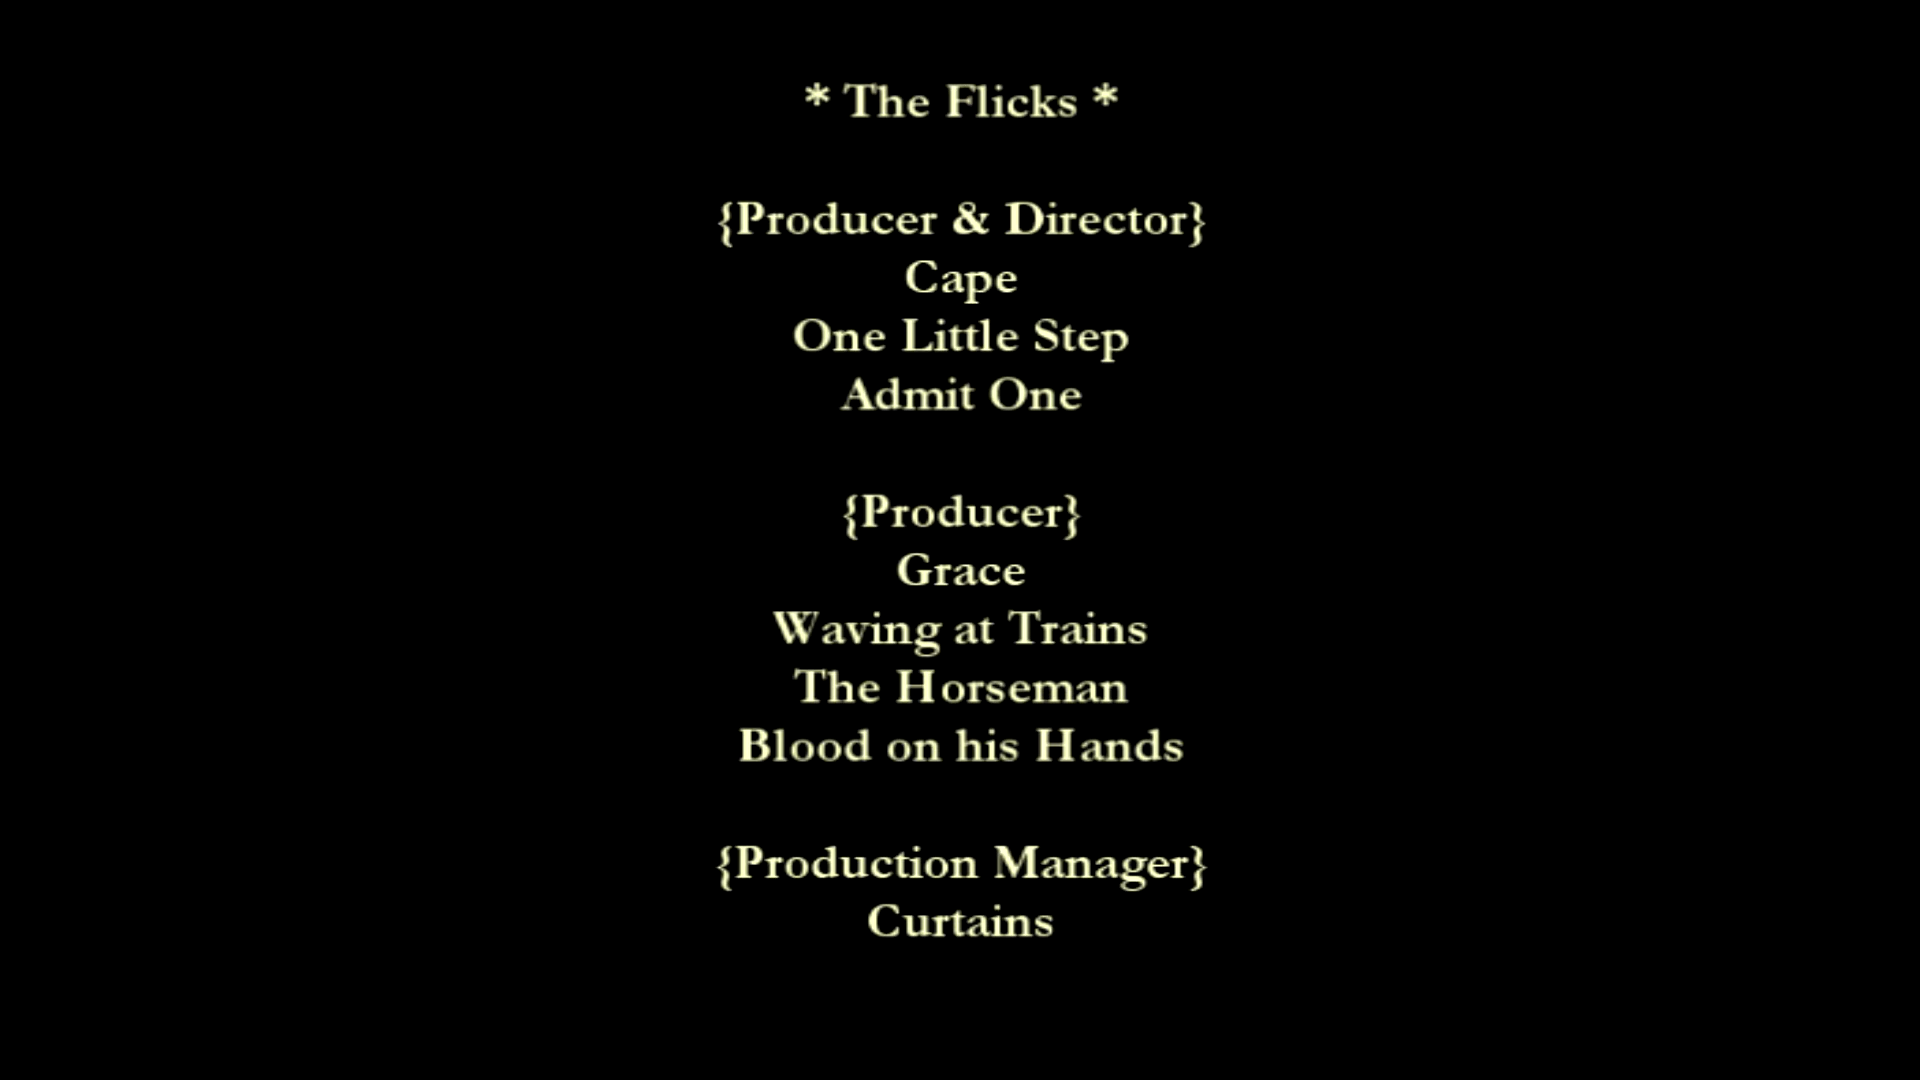 * The Flicks *
{Producer & Director}
Cape
One Little Step
Admit One
{Producer}
Grace
Waving at Trains
The Horseman
Blood on his Hands
{Production Manager}
Curtains